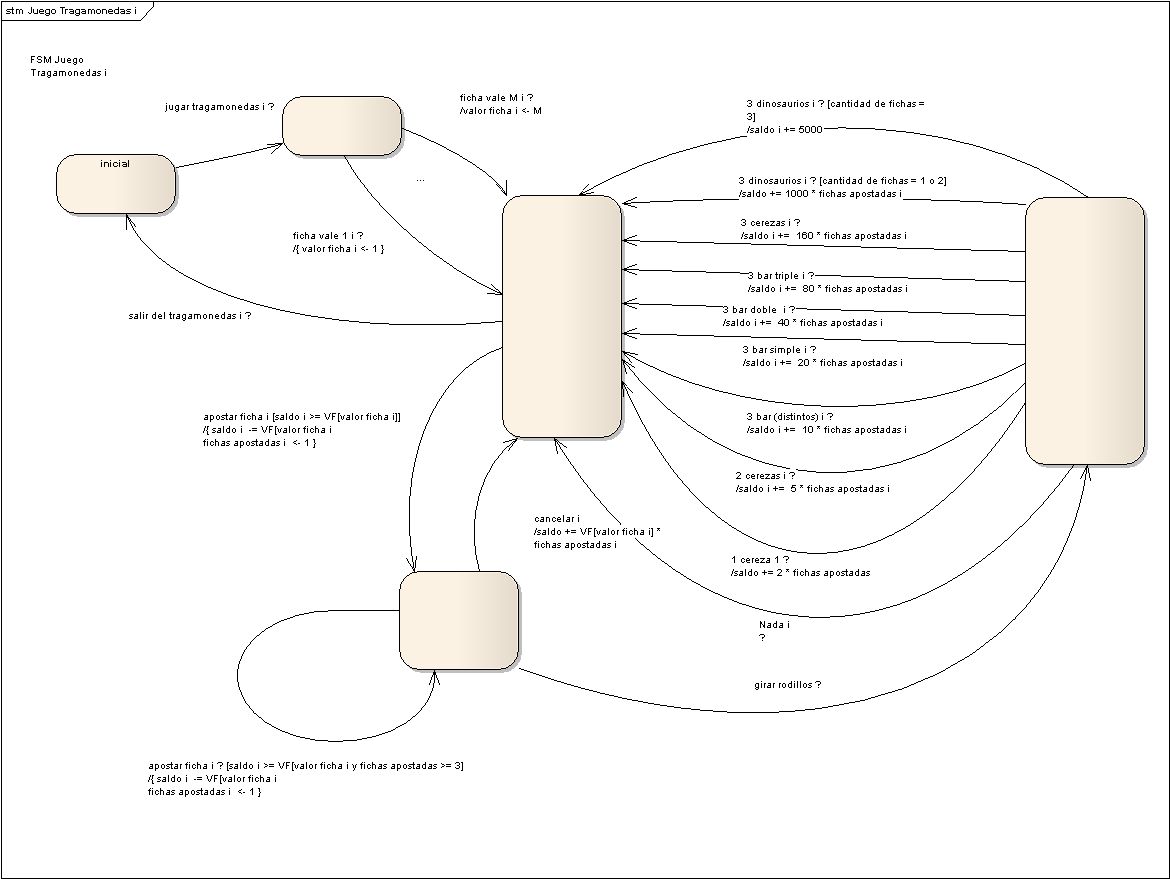 stm Juego Tragamonedas i
FSM Juego
Tragamonedas i
jugar tragamonedas i ?
ficha vale M i ?
/valor ficha i <- M
inicial
...
ficha vale 1 i ?
/{ valor ficha i <- 1 }
salir del tragamonedas i ?
3 dinosaurios i ? [cantidad de fichas =
3]
/saldo i += 5000
3 dinosaurios i ? [cantidad de fichas = 1 o 2]
/saldo i += 1000 * fichas apostadas i
3 cerezas i ?
/saldo i += 160 * fichas apostadas i
3 bar triple i ?
/saldo i += 80 * fichas apostadas i
3 bar doble i ?
/saldo i += 40 * fichas apostadas i
3 bar simple i ?
/saldo i += 20 * fichas apostadas i
3 bar (distintos) i ?
/saldo i += 10 * fichas apostadas i
2 cerezas i ?
/saldo i += 5 * fichas apostadas i
1 cereza 1 ?
/saldo += 2 * fichas apostadas
Nada i
?
girar rodillos ?
apostar ficha i [saldo i >= VF[valor ficha i]]
/{ saldo i -= VF[valor ficha i
fichas apostadas i <- 1 }
cancelar i
/saldo += VF[valor ficha i] *
fichas apostadas i
apostar ficha i ? [saldo i >= VF[valor ficha i y fichas apostadas >= 3]
/{ saldo i -= VF[valor ficha i
fichas apostadas i <- 1 }